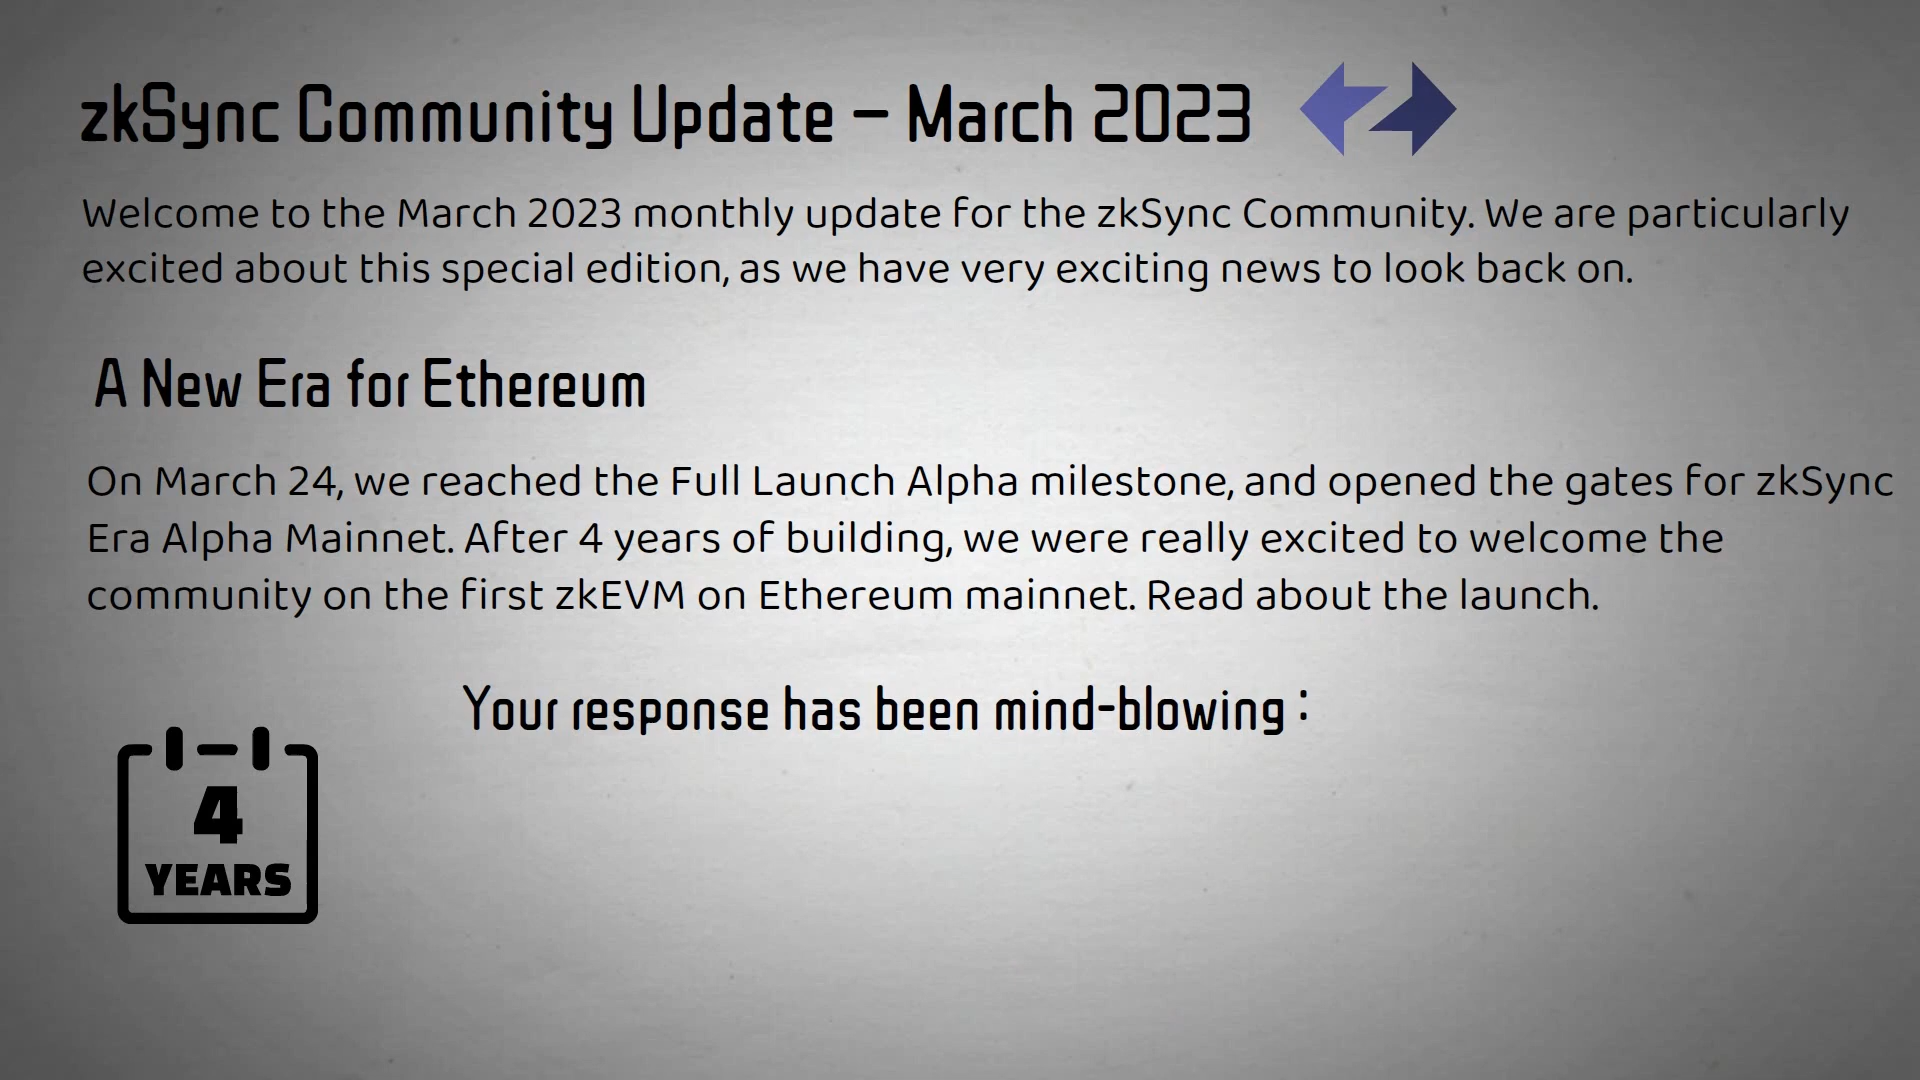 zkSync Community Update – March 2023
Welcome to the March 2023 monthly update for the zkSync Community. We are particularly
excited about this special edition, as we have very exciting news to look back on.
A New Era for Ethereum
On March 24, we reached the Full Launch Alpha milestone, and opened the gates for zkSync
Era Alpha Mainnet. After 4 years of building, we were really excited to welcome the
community on the first zkEVM on Ethereum mainnet. Read about the launch.
Your response has been mind-blowing :
4
YEARS